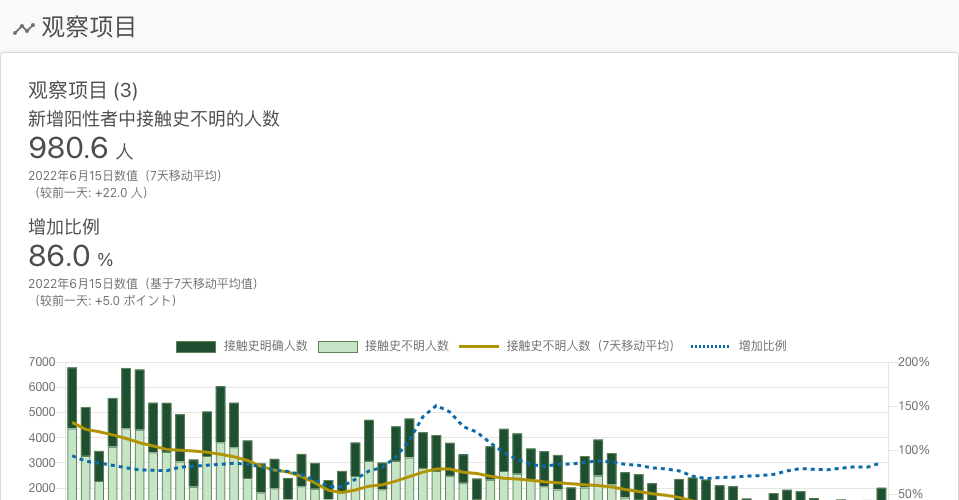 观察项目
观察项目 (3)
新增阳性者中接触史不明的人数
980.6 人
2022年6月15日数值（7天移动平均）
（较前一天: +22.0 人）
增加比例
86.0 %
2022年6月15日数值（基于7天移动平均值）
（较前一天: +5.0 ポイント）
接触史明确人数 接触史不明人数 接触史不明人数（7天移动平均） 增加比例
7000 200%
6000
5000 150%
4000 100%
3000
2000 50%